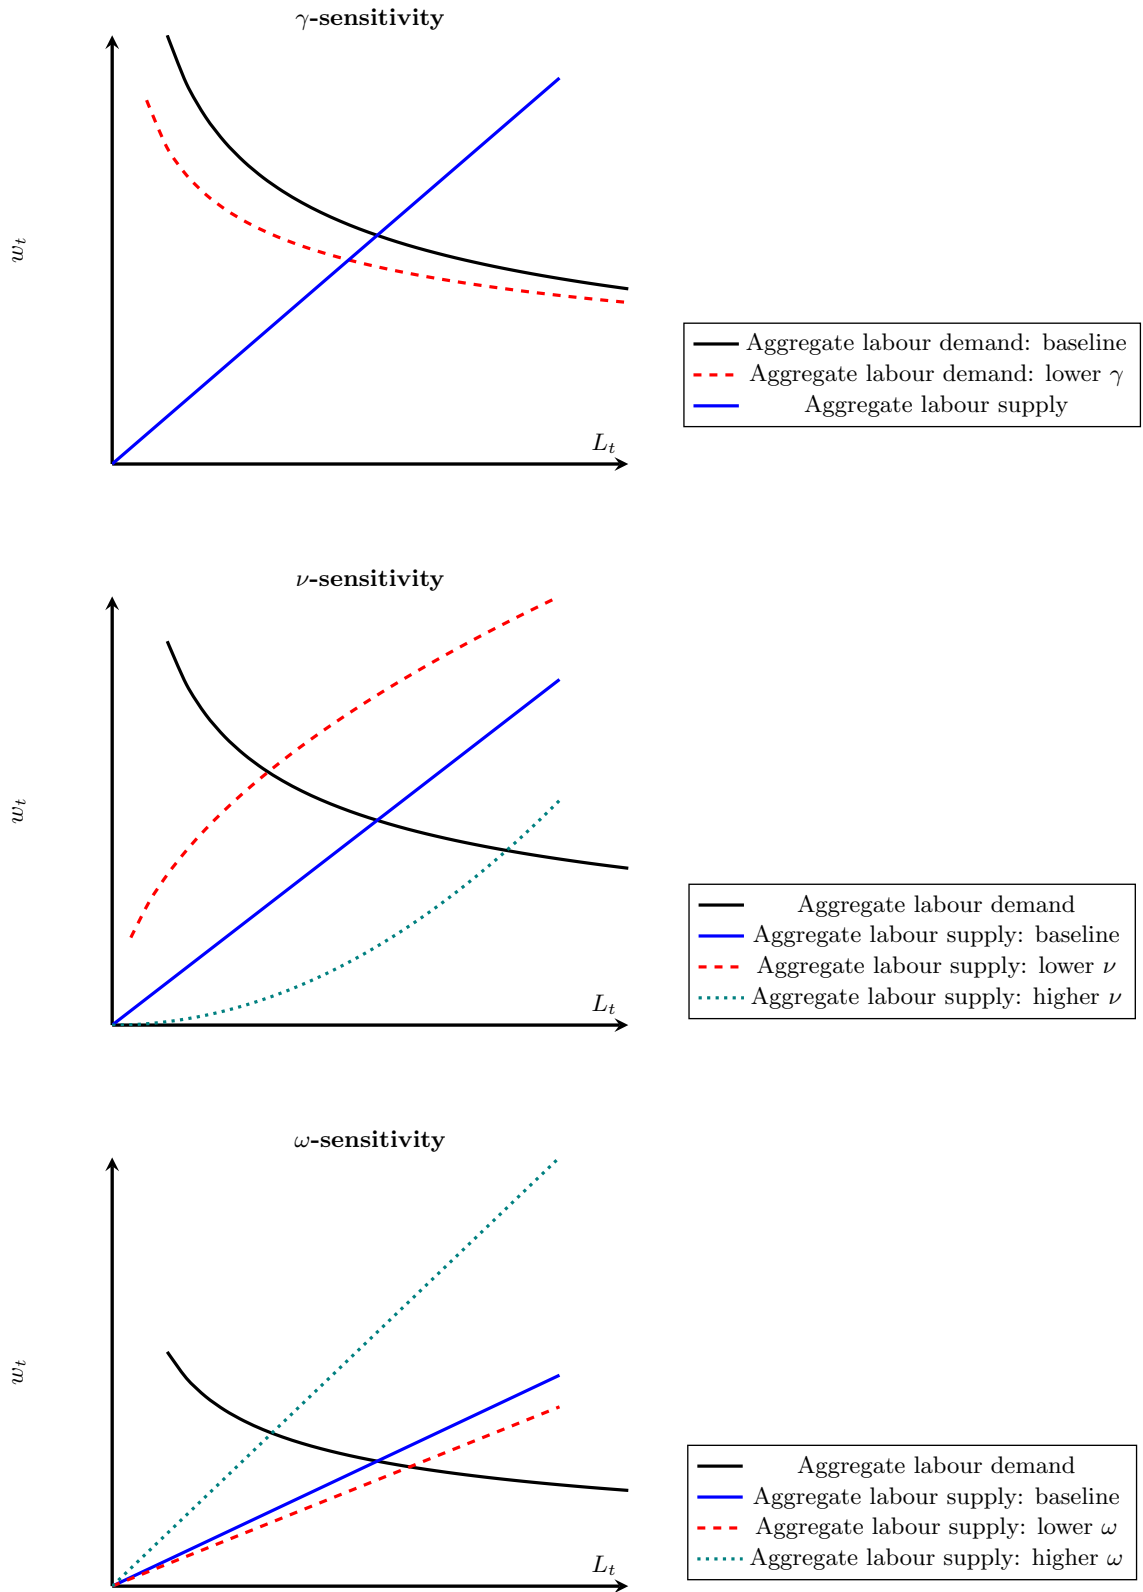 γ-sensitivity
w_t
L_t
Aggregate labour demand: baseline
Aggregate labour demand: lower γ
Aggregate labour supply
ν-sensitivity
w_t
L_t
Aggregate labour demand
Aggregate labour supply: baseline
Aggregate labour supply: lower ν
Aggregate labour supply: higher ν
ω-sensitivity
w_t
L_t
Aggregate labour demand
Aggregate labour supply: baseline
Aggregate labour supply: lower ω
Aggregate labour supply: higher ω